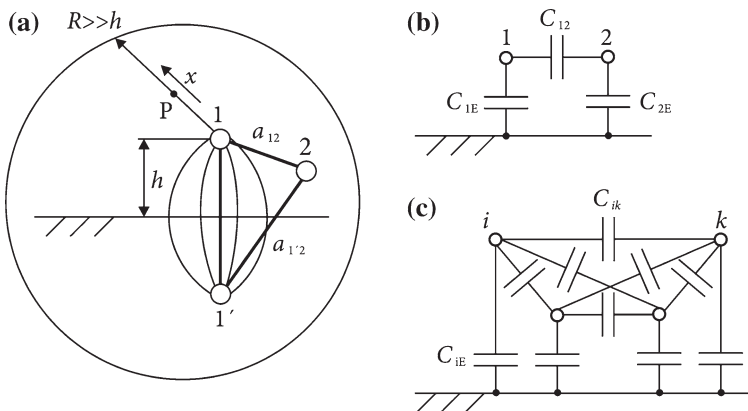 (a)
R>>h
x
P
1
a12
2
h
a1´2
1´
(b)
C12
1
2
C1E
C2E
(c)
Cik
i
k
CiE